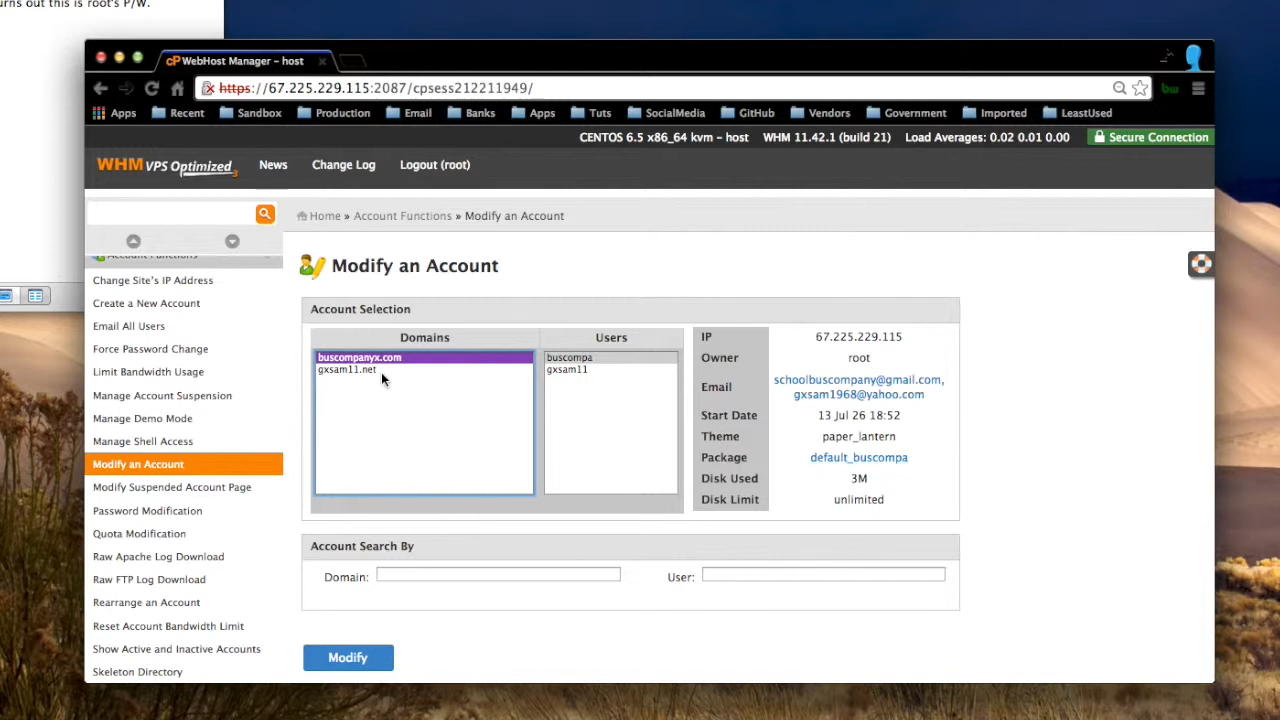 urns out this is root's P/W.
cP WebHost Manager – host
https://67.225.229.115:2087/cpsess212211949/
Apps Recent Sandbox Production Email Banks Apps Tuts SocialMedia GitHub Vendors Government Imported LeastUsed
CENTOS 6.5 x86_64 kvm – host WHM 11.42.1 (build 21) Load Averages: 0.02 0.01 0.00 Secure Connection
WHM VPS Optimized3 News Change Log Logout (root)
Home » Account Functions » Modify an Account
Account Functions
Change Site's IP Address
Create a New Account
Email All Users
Force Password Change
Limit Bandwidth Usage
Manage Account Suspension
Manage Demo Mode
Manage Shell Access
Modify an Account
Modify Suspended Account Page
Password Modification
Quota Modification
Raw Apache Log Download
Raw FTP Log Download
Rearrange an Account
Reset Account Bandwidth Limit
Show Active and Inactive Accounts
Skeleton Directory
Modify an Account
Account Selection
Domains Users
buscompanyx.com buscompa
gxsam11.net gxsam11
IP 67.225.229.115
Owner root
Email schoolbuscompany@gmail.com,
gxsam1968@yahoo.com
Start Date 13 Jul 26 18:52
Theme paper_lantern
Package default_buscompa
Disk Used 3M
Disk Limit unlimited
Account Search By
Domain: User:
Modify